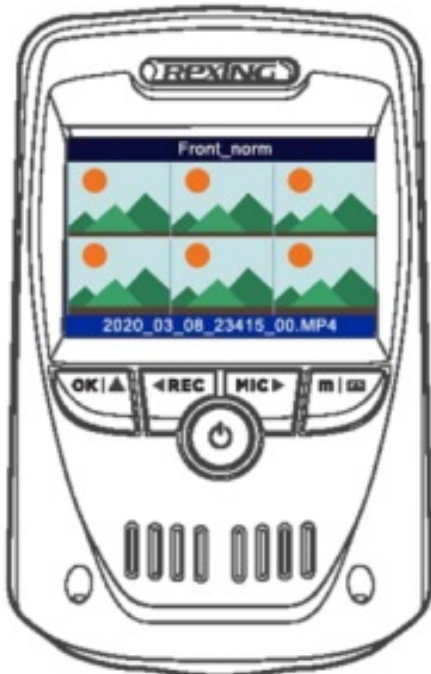 REXING
Front_norm
2020_03_08_23415_00.MP4
OK|▲ ◀REC MIC▶ m|